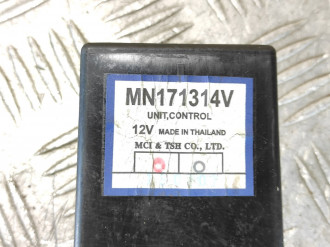 MN171314V
UNIT,CONTROL
12V MADE IN THAILAND
MCI & TSH CO., LTD.